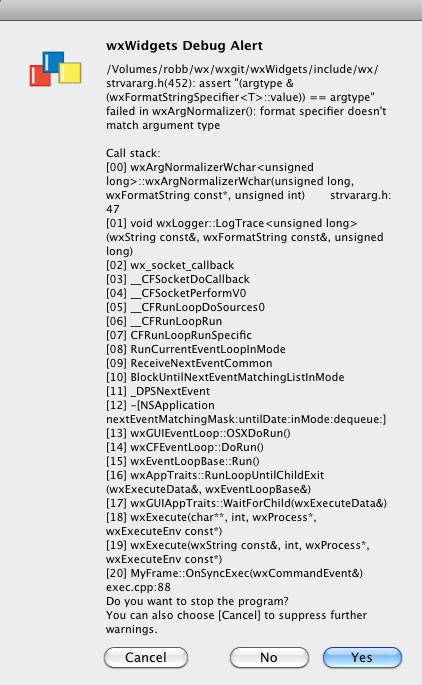 wxWidgets Debug Alert
/Volumes/robb/wx/wxgit/wxWidgets/include/wx/
strvararg.h(452): assert "(argtype &
(wxFormatStringSpecifier<T>::value)) == argtype"
failed in wxArgNormalizer(): format specifier doesn't
match argument type
Call stack:
[00] wxArgNormalizerWchar<unsigned
long>::wxArgNormalizerWchar(unsigned long,
wxFormatString const*, unsigned int) strvararg.h:
47
[01] void wxLogger::LogTrace<unsigned long>
(wxString const&, wxFormatString const&, unsigned
long)
[02] wx_socket_callback
[03] __CFSocketDoCallback
[04] __CFSocketPerformV0
[05] __CFRunLoopDoSources0
[06] __CFRunLoopRun
[07] CFRunLoopRunSpecific
[08] RunCurrentEventLoopInMode
[09] ReceiveNextEventCommon
[10] BlockUntilNextEventMatchingListInMode
[11] _DPSNextEvent
[12] -[NSApplication
nextEventMatchingMask:untilDate:inMode:dequeue:]
[13] wxGUIEventLoop::OSXDoRun()
[14] wxCFEventLoop::DoRun()
[15] wxEventLoopBase::Run()
[16] wxAppTraits::RunLoopUntilChildExit
(wxExecuteData&, wxEventLoopBase&)
[17] wxGUIAppTraits::WaitForChild(wxExecuteData&)
[18] wxExecute(char**, int, wxProcess*,
wxExecuteEnv const*)
[19] wxExecute(wxString const&, int, wxProcess*,
wxExecuteEnv const*)
[20] MyFrame::OnSyncExec(wxCommandEvent&)
exec.cpp:88
Do you want to stop the program?
You can also choose [Cancel] to suppress further
warnings.
Cancel
No
Yes